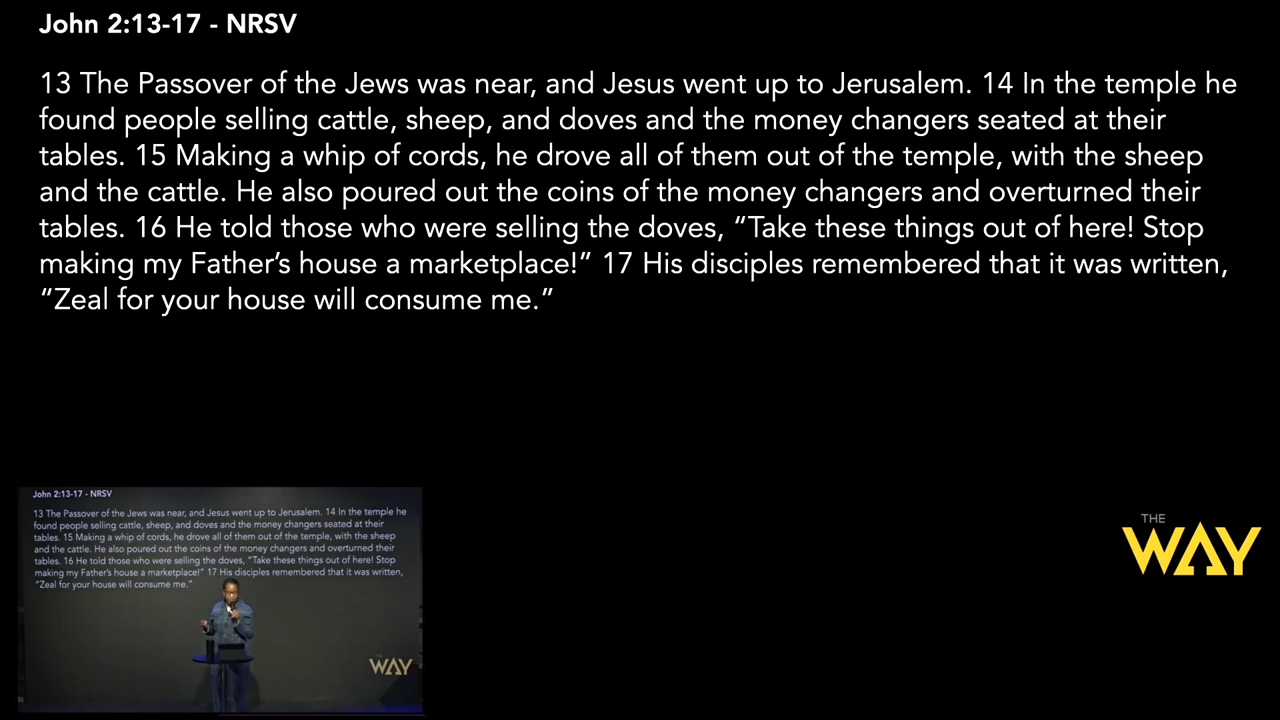 John 2:13-17 - NRSV
13 The Passover of the Jews was near, and Jesus went up to Jerusalem. 14 In the temple he
found people selling cattle, sheep, and doves and the money changers seated at their
tables. 15 Making a whip of cords, he drove all of them out of the temple, with the sheep
and the cattle. He also poured out the coins of the money changers and overturned their
tables. 16 He told those who were selling the doves, “Take these things out of here! Stop
making my Father’s house a marketplace!” 17 His disciples remembered that it was written,
“Zeal for your house will consume me.”
John 2:13-17 - NRSV
13 The Passover of the Jews was near, and Jesus went up to Jerusalem. 14 In the temple he
found people selling cattle, sheep, and doves and the money changers seated at their
tables. 15 Making a whip of cords, he drove all of them out of the temple, with the sheep
and the cattle. He also poured out the coins of the money changers and overturned their
tables. 16 He told those who were selling the doves, “Take these things out of here! Stop
making my Father’s house a marketplace!” 17 His disciples remembered that it was written,
“Zeal for your house will consume me.”
THE
WAY
THE
WAY